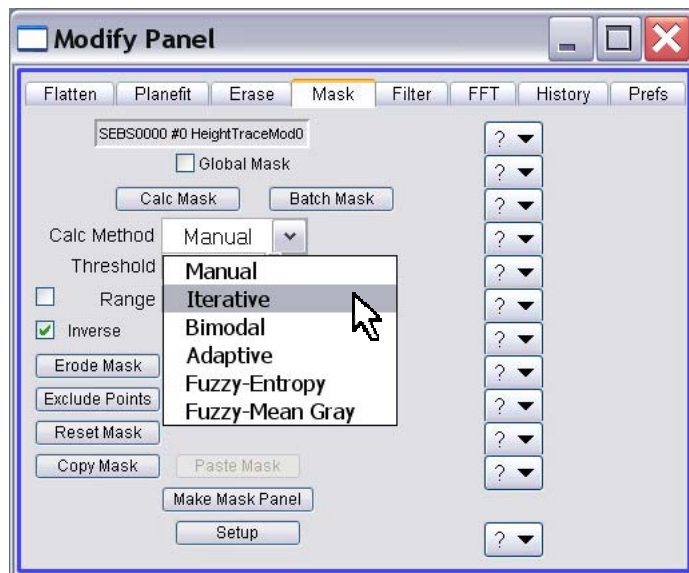 Modify Panel
Flatten Planefit Erase Mask Filter FFT History Prefs
SEBS0000 #0 HeightTraceMod0
?
Global Mask
?
Calc Mask Batch Mask
?
Calc Method Manual
?
Threshold
?
Manual
Range
Iterative
?
Inverse
Bimodal
?
Adaptive
Erode Mask
?
Fuzzy-Entropy
Exclude Points
Fuzzy-Mean Gray
?
Reset Mask
?
Copy Mask Paste Mask
?
Make Mask Panel
Setup
?